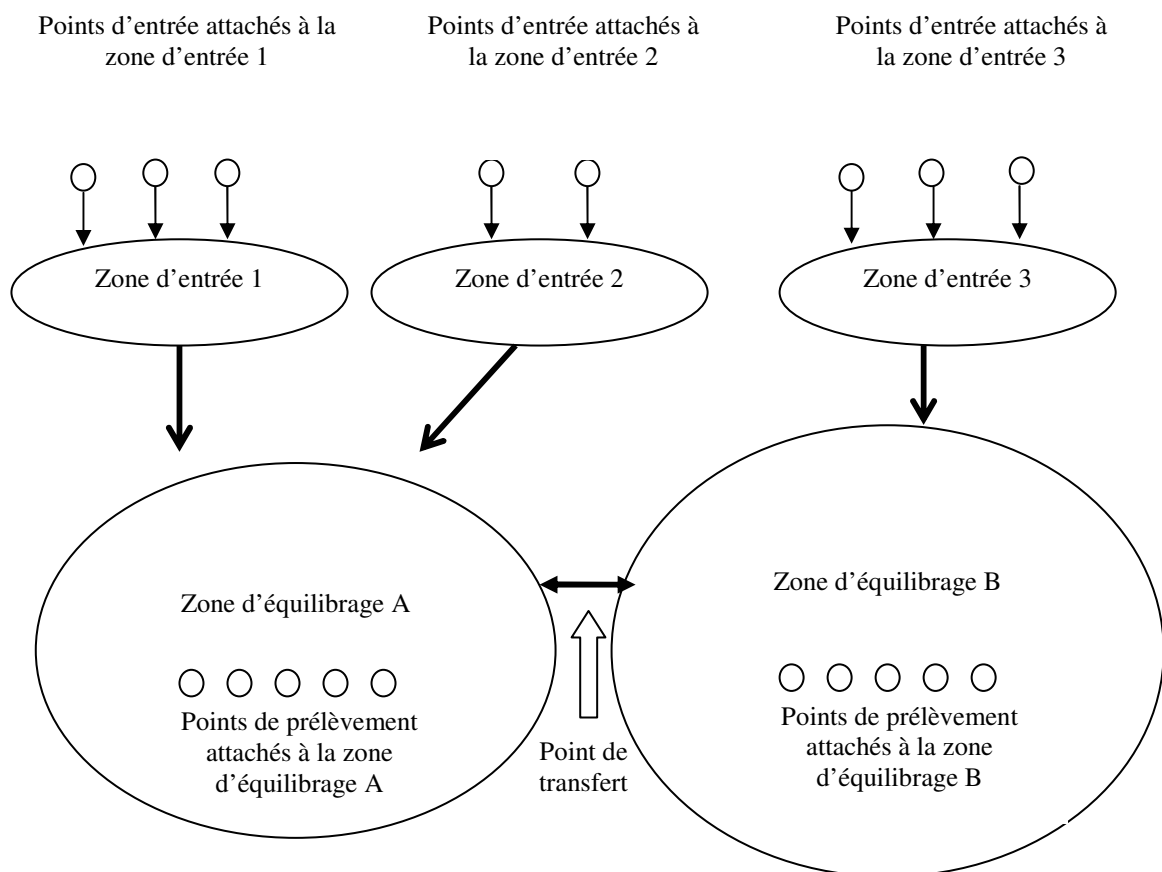 Points d'entrée attachés à la
zone d'entrée 1
Points d'entrée attachés à
la zone d'entrée 2
Points d'entrée attachés à
la zone d'entrée 3
Zone d'entrée 1
Zone d'entrée 2
Zone d'entrée 3
Zone d'équilibrage A
Points de prélèvement
attachés à la zone
d'équilibrage A
Point de
transfert
Zone d'équilibrage B
Points de prélèvement
attachés à la zone
d'équilibrage B